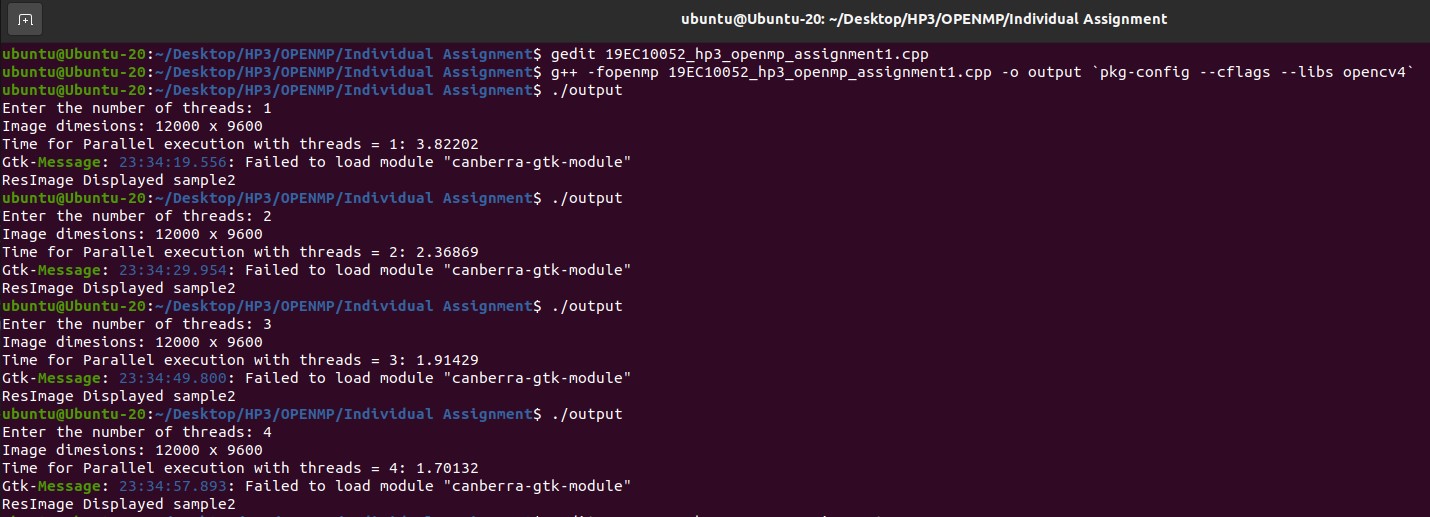 ubuntu@Ubuntu-20: ~/Desktop/HP3/OPENMP/Individual Assignment
ubuntu@Ubuntu-20:~/Desktop/HP3/OPENMP/Individual Assignment$ gedit 19EC10052_hp3_openmp_assignment1.cpp
ubuntu@Ubuntu-20:~/Desktop/HP3/OPENMP/Individual Assignment$ g++ -fopenmp 19EC10052_hp3_openmp_assignment1.cpp -o output `pkg-config --cflags --libs opencv4`
ubuntu@Ubuntu-20:~/Desktop/HP3/OPENMP/Individual Assignment$ ./output
Enter the number of threads: 1
Image dimesions: 12000 x 9600
Time for Parallel execution with threads = 1: 3.82202
Gtk-Message: 23:34:19.556: Failed to load module "canberra-gtk-module"
ResImage Displayed sample2
ubuntu@Ubuntu-20:~/Desktop/HP3/OPENMP/Individual Assignment$ ./output
Enter the number of threads: 2
Image dimesions: 12000 x 9600
Time for Parallel execution with threads = 2: 2.36869
Gtk-Message: 23:34:29.954: Failed to load module "canberra-gtk-module"
ResImage Displayed sample2
ubuntu@Ubuntu-20:~/Desktop/HP3/OPENMP/Individual Assignment$ ./output
Enter the number of threads: 3
Image dimesions: 12000 x 9600
Time for Parallel execution with threads = 3: 1.91429
Gtk-Message: 23:34:49.800: Failed to load module "canberra-gtk-module"
ResImage Displayed sample2
ubuntu@Ubuntu-20:~/Desktop/HP3/OPENMP/Individual Assignment$ ./output
Enter the number of threads: 4
Image dimesions: 12000 x 9600
Time for Parallel execution with threads = 4: 1.70132
Gtk-Message: 23:34:57.893: Failed to load module "canberra-gtk-module"
ResImage Displayed sample2